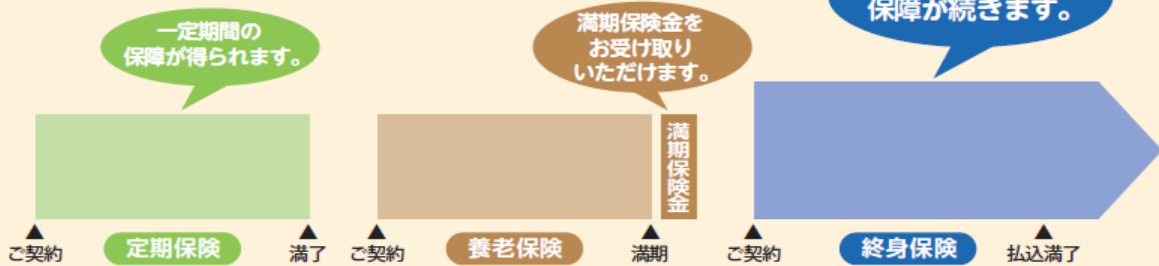 一定期間の
保障が得られます。
満期保険金を
お受け取り
いただけます。
保障が続きます。
満期保険金
▲
ご契約
定期保険
▲
満了
▲
ご契約
養老保険
▲
満期
▲
ご契約
終身保険
▲
払込満了